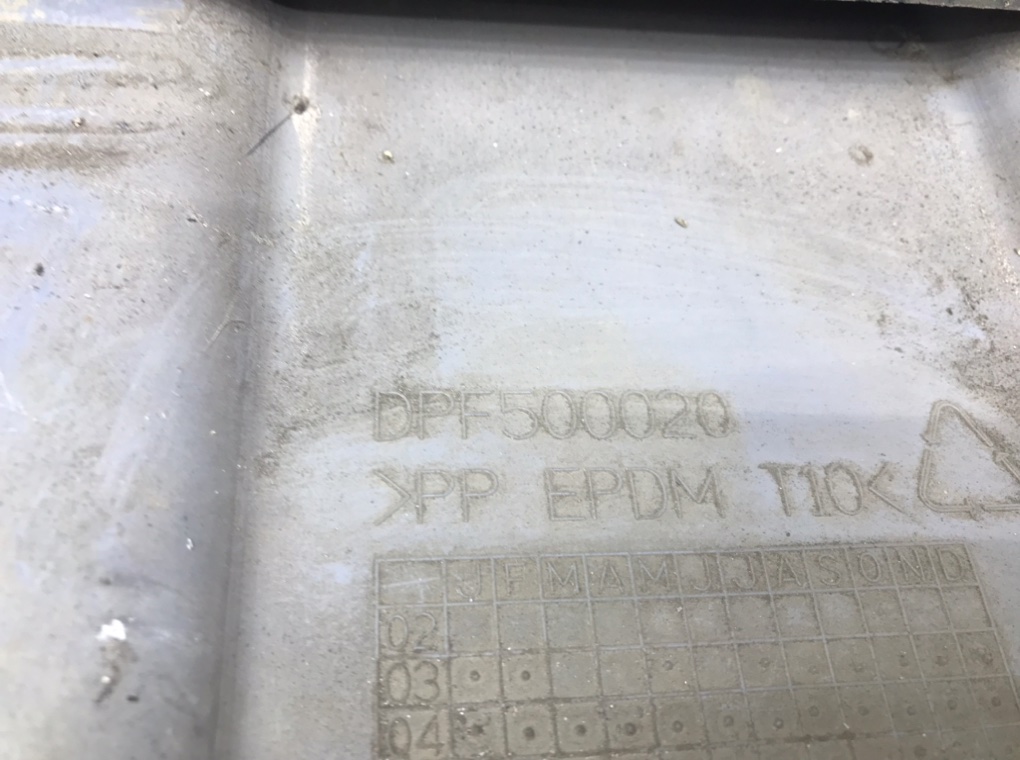 DPF500020
>PP EPDM T10<
J F M A M J J A S O N D
02
03
04